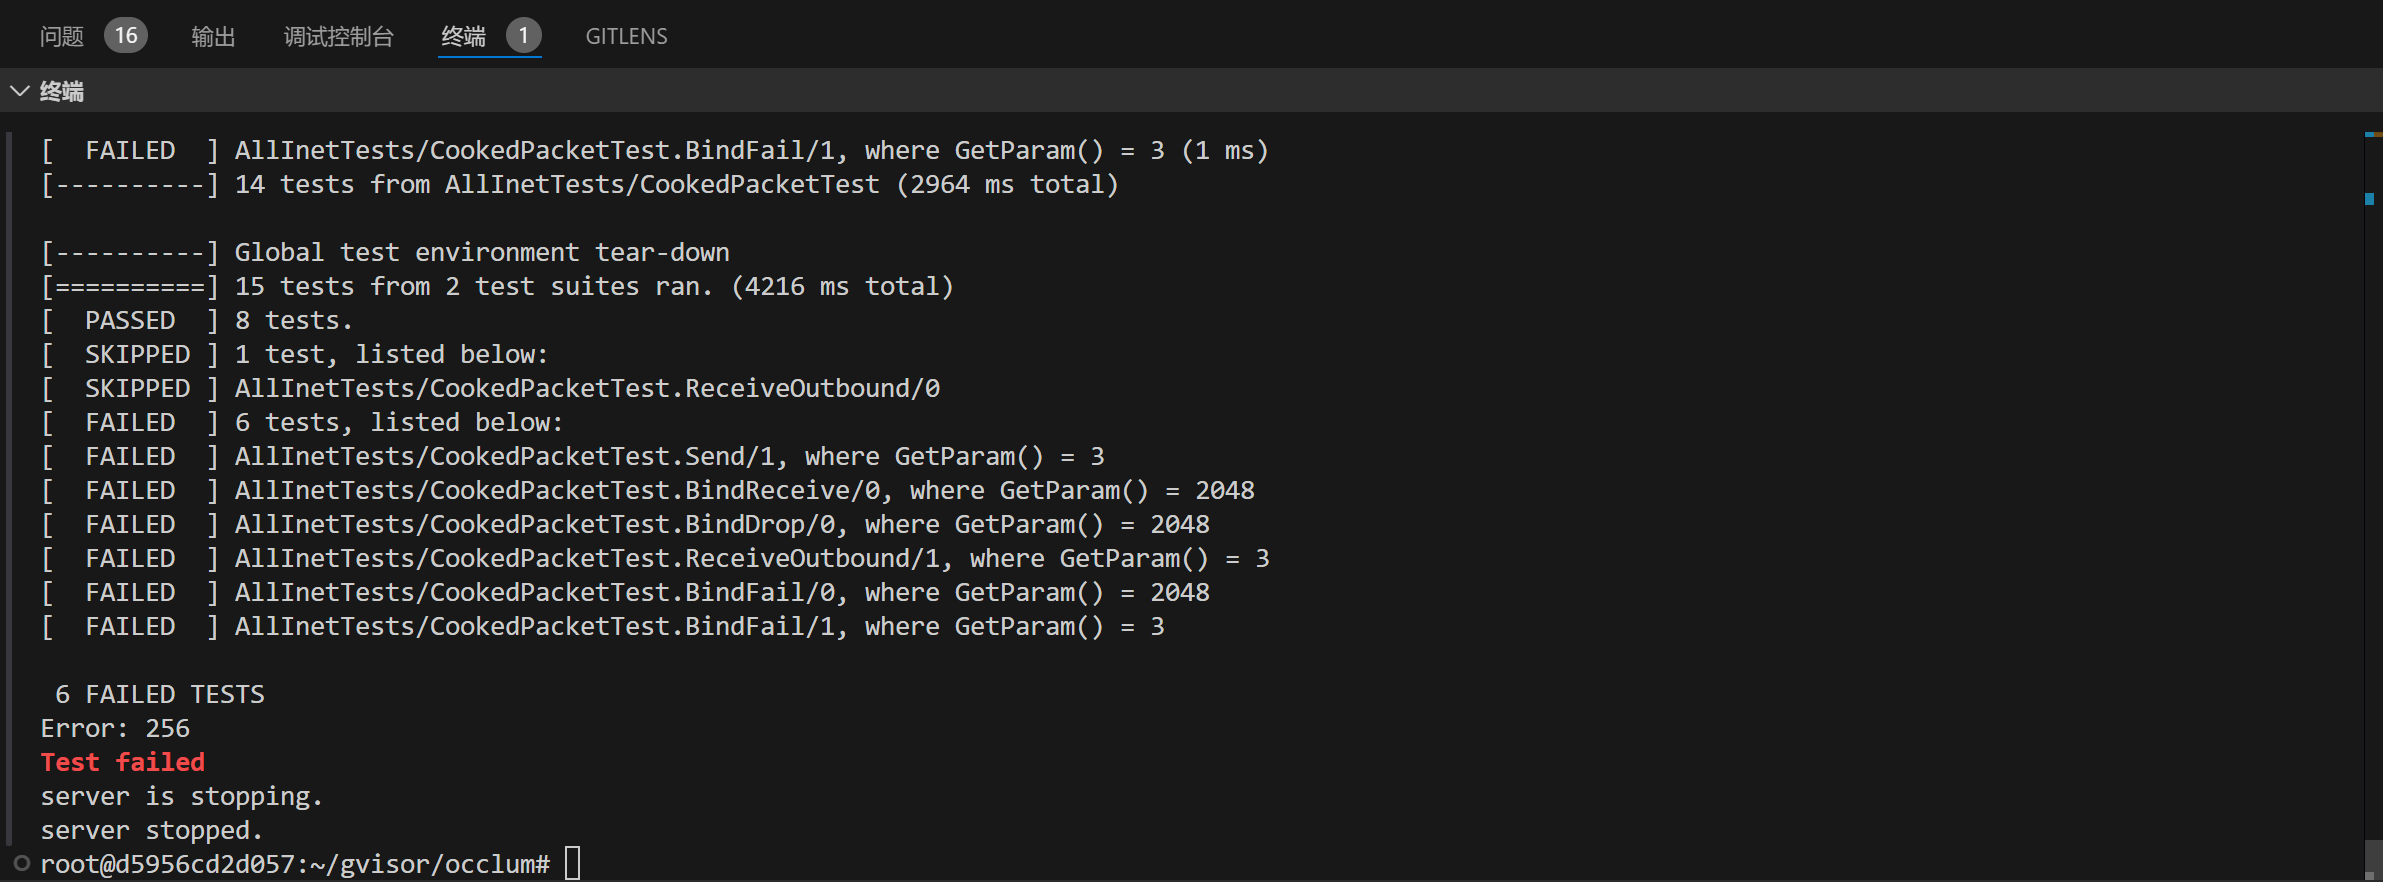 问题 16 输出 调试控制台 终端 1 GITLENS
终端
[  FAILED  ] AllInetTests/CookedPacketTest.BindFail/1, where GetParam() = 3 (1 ms)
[----------] 14 tests from AllInetTests/CookedPacketTest (2964 ms total)
[----------] Global test environment tear-down
[==========] 15 tests from 2 test suites ran. (4216 ms total)
[  PASSED  ] 8 tests.
[  SKIPPED ] 1 test, listed below:
[  SKIPPED ] AllInetTests/CookedPacketTest.ReceiveOutbound/0
[  FAILED  ] 6 tests, listed below:
[  FAILED  ] AllInetTests/CookedPacketTest.Send/1, where GetParam() = 3
[  FAILED  ] AllInetTests/CookedPacketTest.BindReceive/0, where GetParam() = 2048
[  FAILED  ] AllInetTests/CookedPacketTest.BindDrop/0, where GetParam() = 2048
[  FAILED  ] AllInetTests/CookedPacketTest.ReceiveOutbound/1, where GetParam() = 3
[  FAILED  ] AllInetTests/CookedPacketTest.BindFail/0, where GetParam() = 2048
[  FAILED  ] AllInetTests/CookedPacketTest.BindFail/1, where GetParam() = 3
6 FAILED TESTS
Error: 256
Test failed
server is stopping.
server stopped.
root@d5956cd2d057:~/gvisor/occlum#